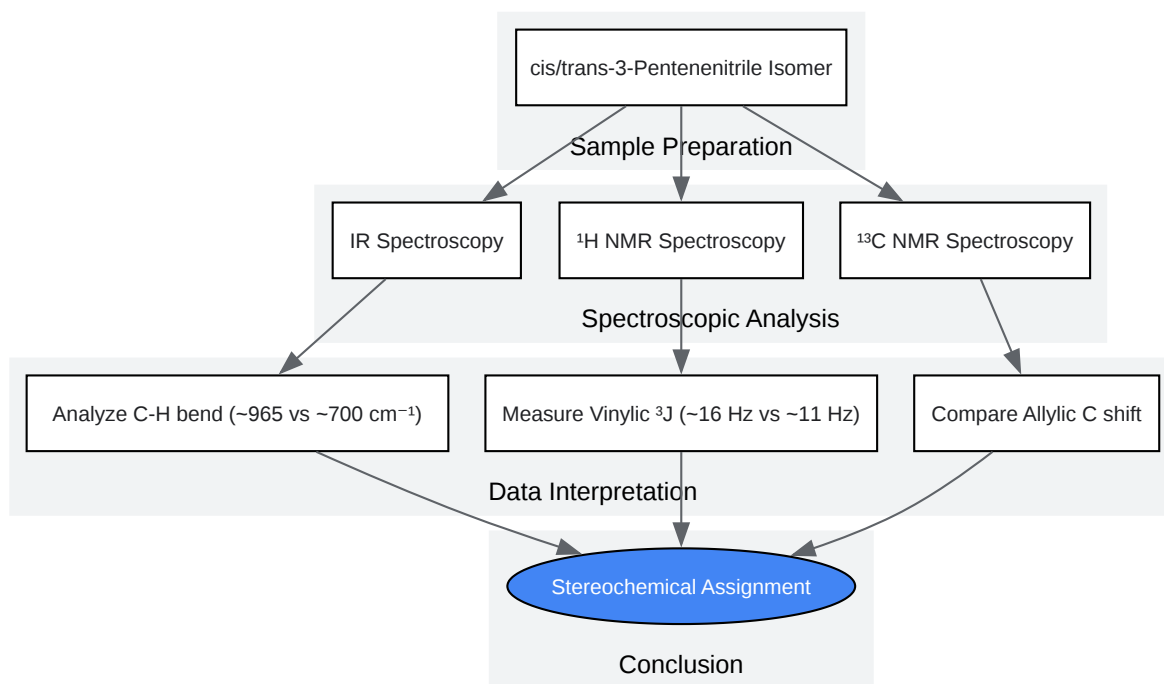 cis/trans-3-Pentenenitrile Isomer
Sample Preparation
IR Spectroscopy
¹H NMR Spectroscopy
¹³C NMR Spectroscopy
Spectroscopic Analysis
Analyze C-H bend (~965 vs ~700 cm⁻¹)
Measure Vinylic ³J (~16 Hz vs ~11 Hz)
Compare Allylic C shift
Data Interpretation
Stereochemical Assignment
Conclusion